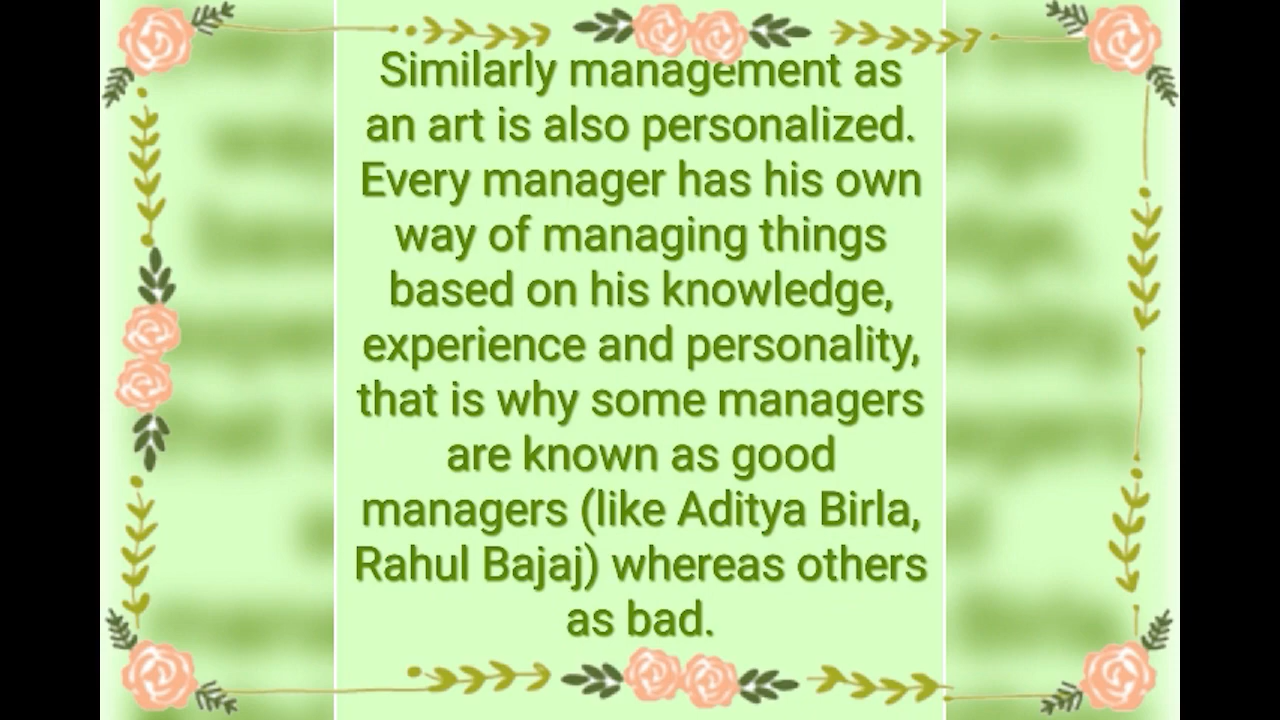 Similarly management as
an art is also personalized.
Every manager has his own
way of managing things
based on his knowledge,
experience and personality,
that is why some managers
are known as good
managers (like Aditya Birla,
Rahul Bajaj) whereas others
as bad.